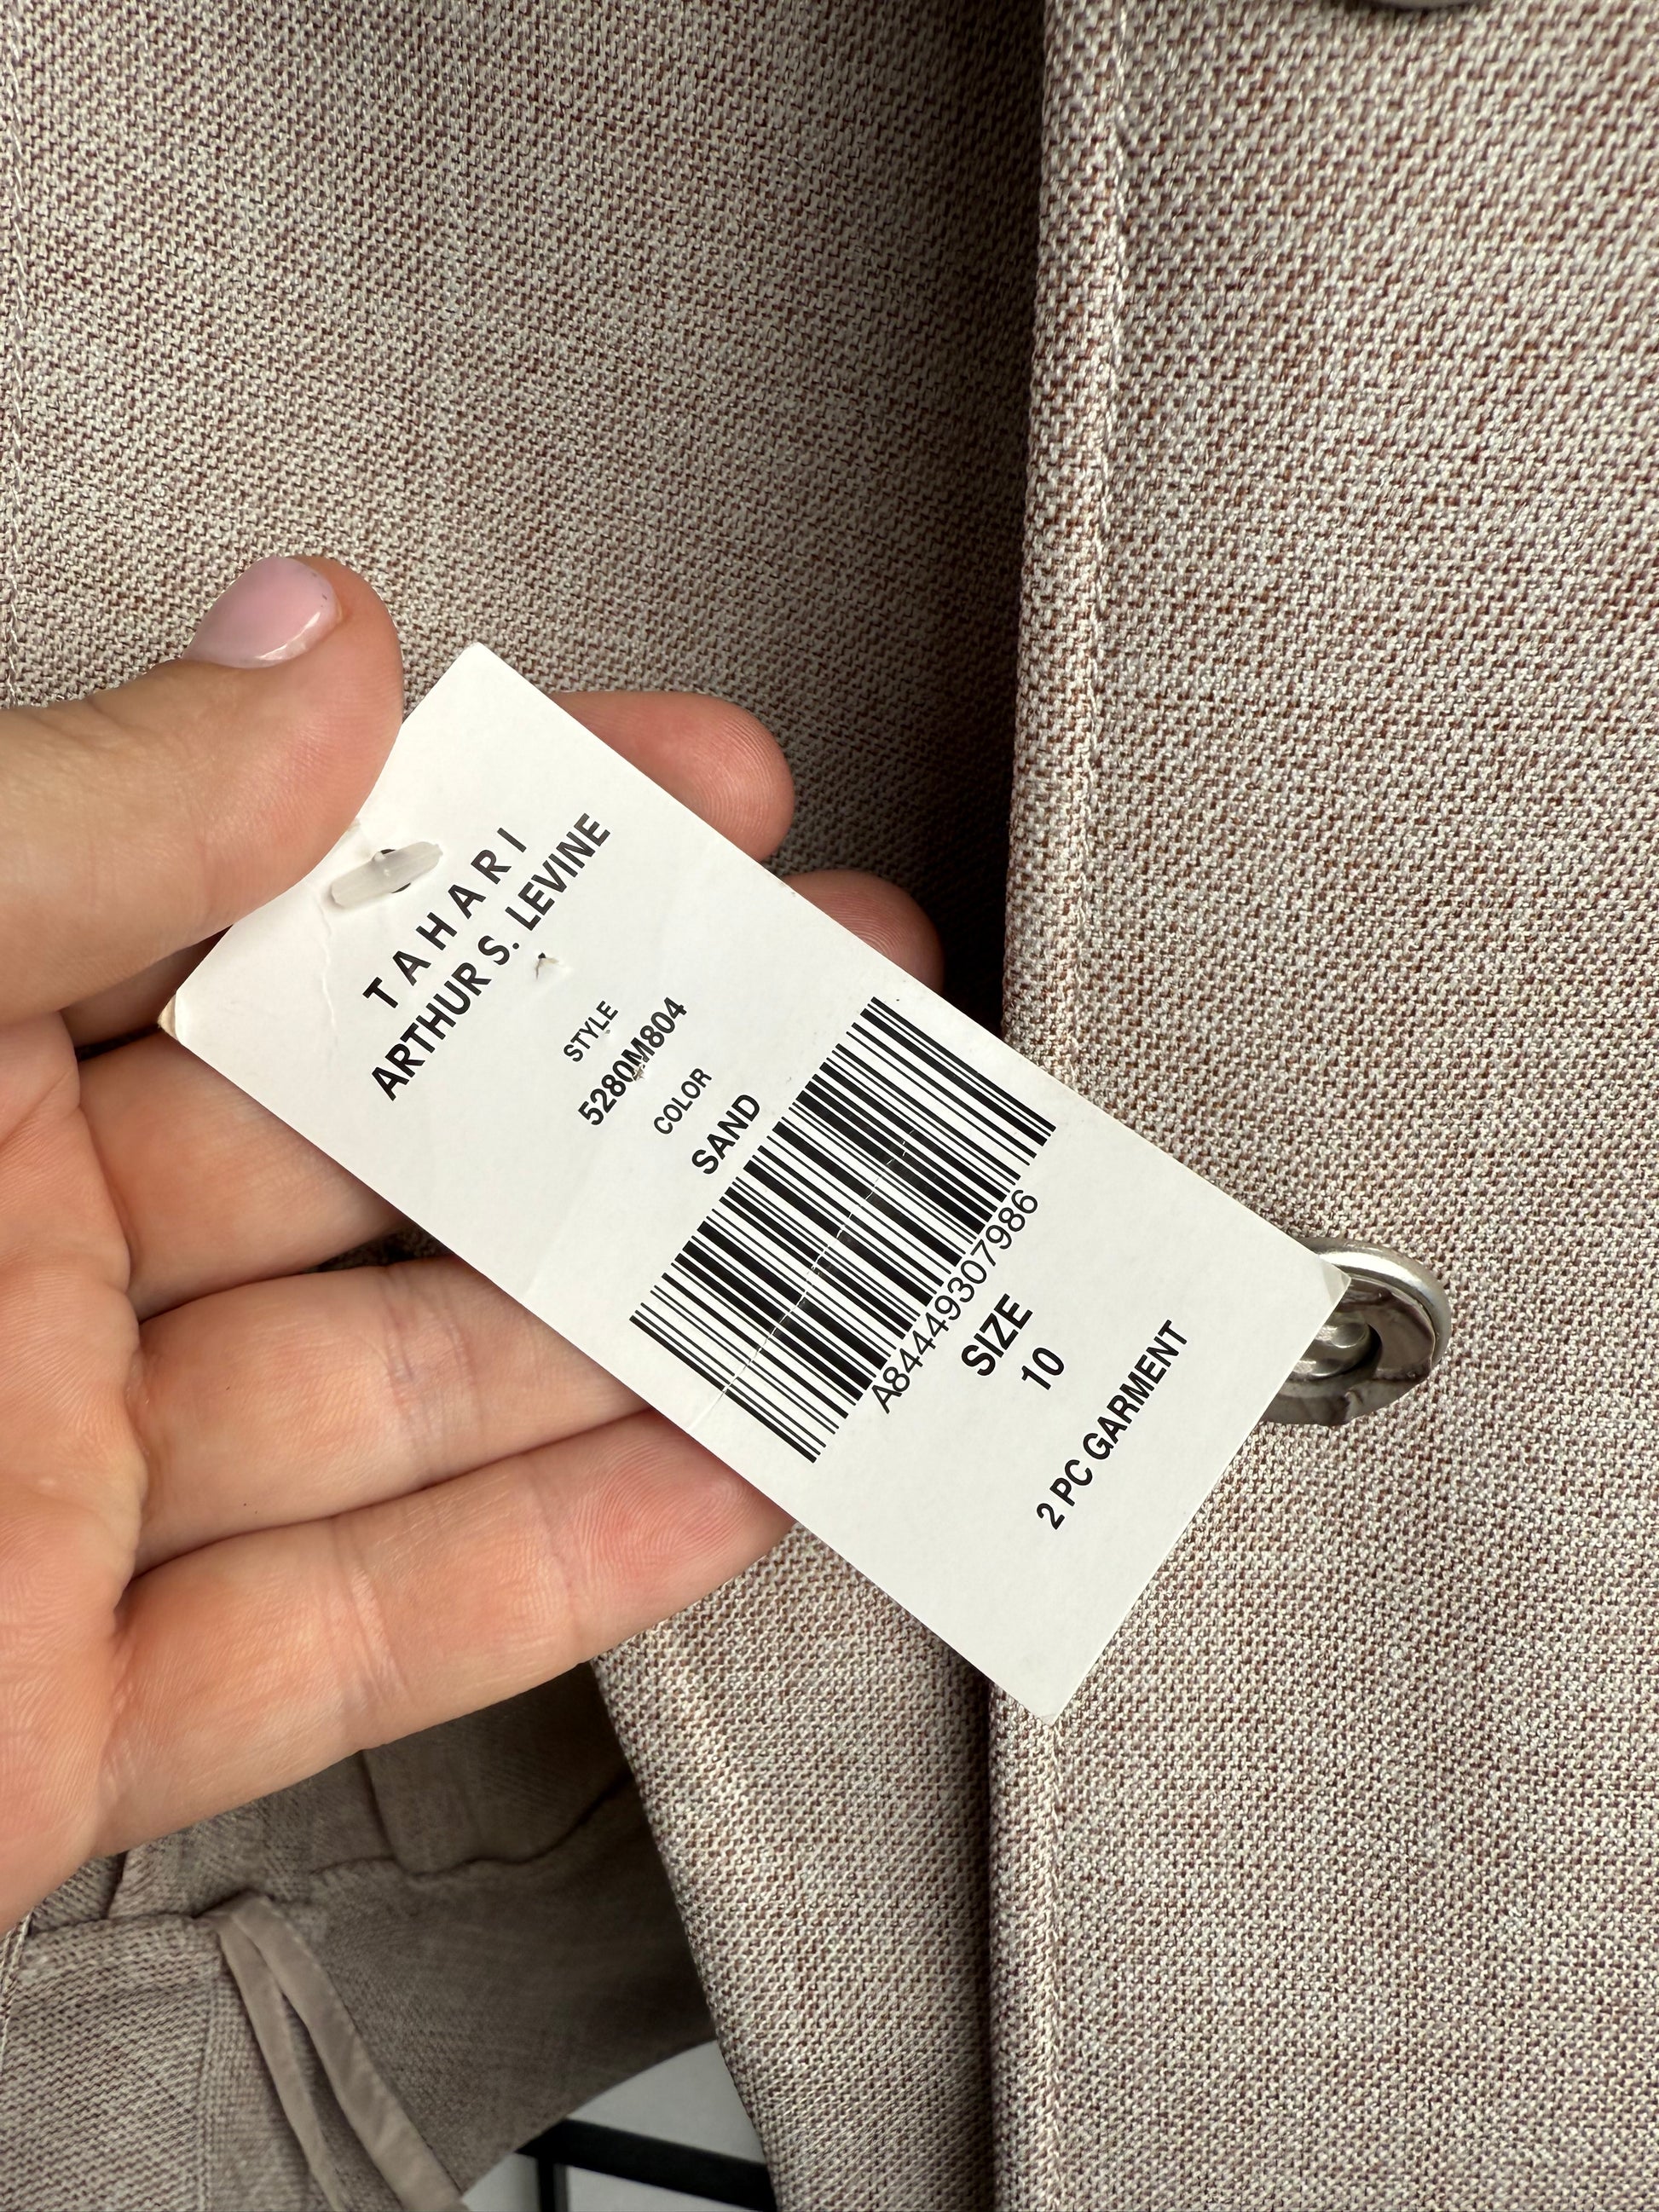 TAHARI
ARTHUR S. LEVINE
STYLE
5280M804
COLOR
SAND
A84449307986
SIZE
10
2 PC GARMENT